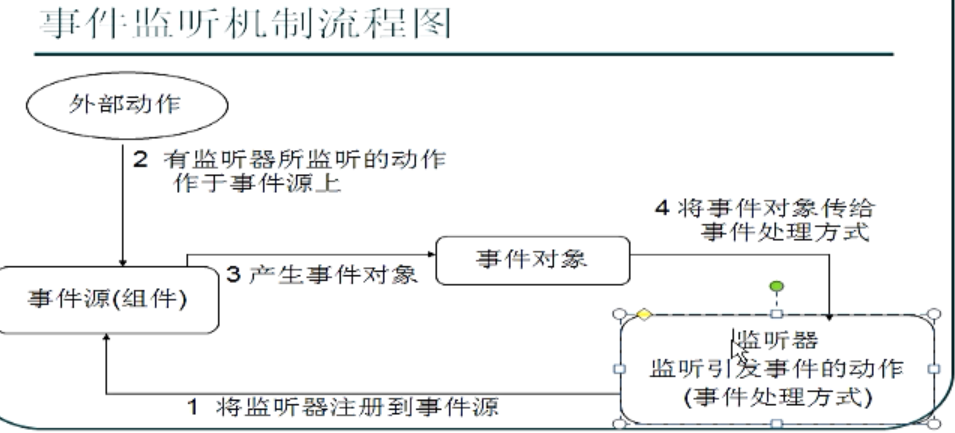 事件监听机制流程图
外部动作
2 有监听器所监听的动作
作于事件源上
4 将事件对象传给
事件处理方式
事件对象
3 产生事件对象
事件源(组件)
监听器
监听引发事件的动作
(事件处理方式)
1 将监听器注册到事件源